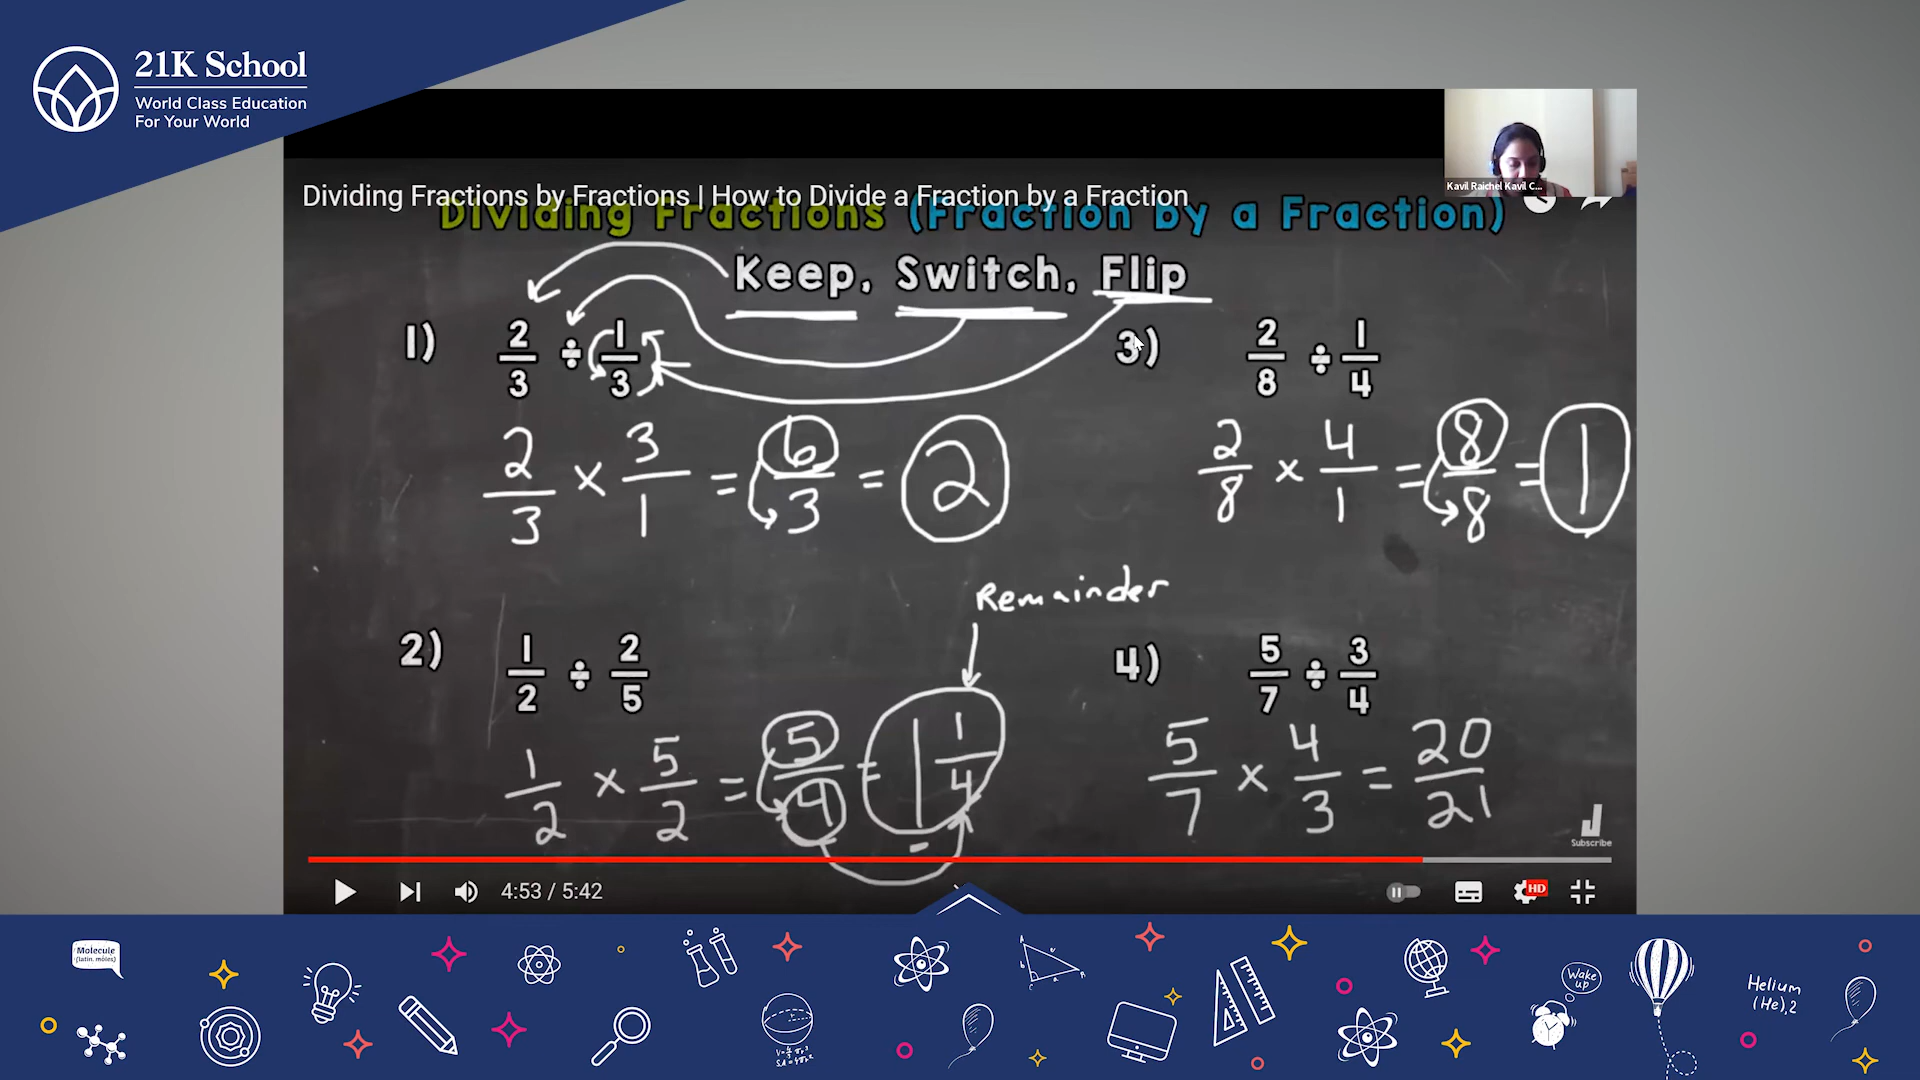 21K School
World Class Education
For Your World
Kavil Raichel Kavil C...
Dividing Fractions by Fractions | How to Divide a Fraction by a Fraction
Dividing Fractions (Fraction by a Fraction)
Keep, Switch, Flip
1) 2/3 ÷ 1/3
2/3 x 3/1 = 6/3 = 2
3) 2/8 ÷ 1/4
2/8 x 4/1 = 8/8 = 1
Remainder
2) 1/2 ÷ 2/5
1/2 x 5/2 = 5/4 = 1 1/4
4) 5/7 ÷ 3/4
5/7 x 4/3 = 20/21
J
Subscribe
4:53 / 5:42
HD
Molecule
(latin. móles)
Wake
up
Helium
(He),2